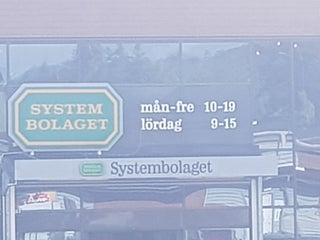 SYSTEM
BOLAGET
mån-fre 10-19
lördag 9-15
Systembolaget